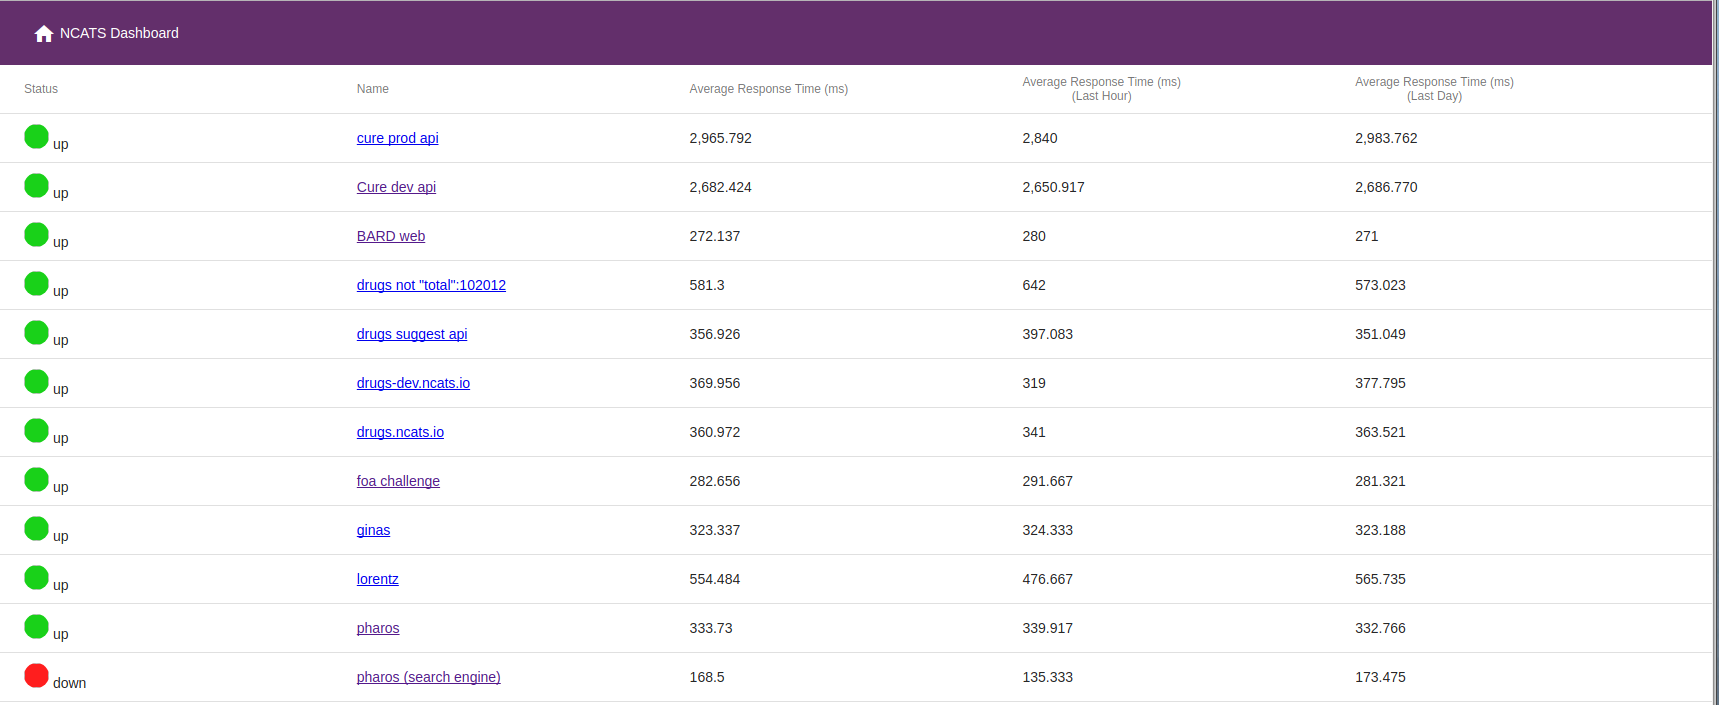 NCATS Dashboard
Status Name Average Response Time (ms) Average Response Time (ms) Average Response Time (ms)
(Last Hour) (Last Day)
up cure prod api 2,965.792 2,840 2,983.762
up Cure dev api 2,682.424 2,650.917 2,686.770
up BARD web 272.137 280 271
up drugs not "total":102012 581.3 642 573.023
up drugs suggest api 356.926 397.083 351.049
up drugs-dev.ncats.io 369.956 319 377.795
up drugs.ncats.io 360.972 341 363.521
up foa challenge 282.656 291.667 281.321
up ginas 323.337 324.333 323.188
up lorentz 554.484 476.667 565.735
up pharos 333.73 339.917 332.766
down pharos (search engine) 168.5 135.333 173.475